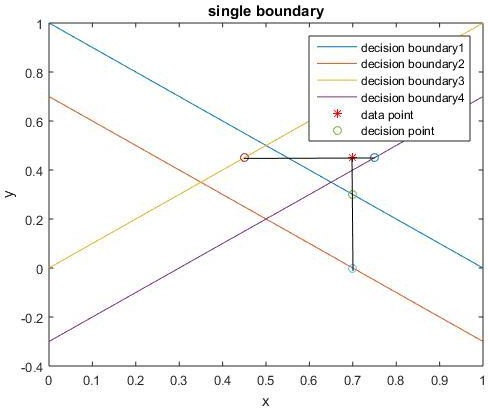 single boundary
1
0.8
0.6
0.4
0.2
0
-0.2
-0.4
y
decision boundary1
decision boundary2
decision boundary3
decision boundary4
data point
decision point
0 0.1 0.2 0.3 0.4 0.5 0.6 0.7 0.8 0.9 1
x